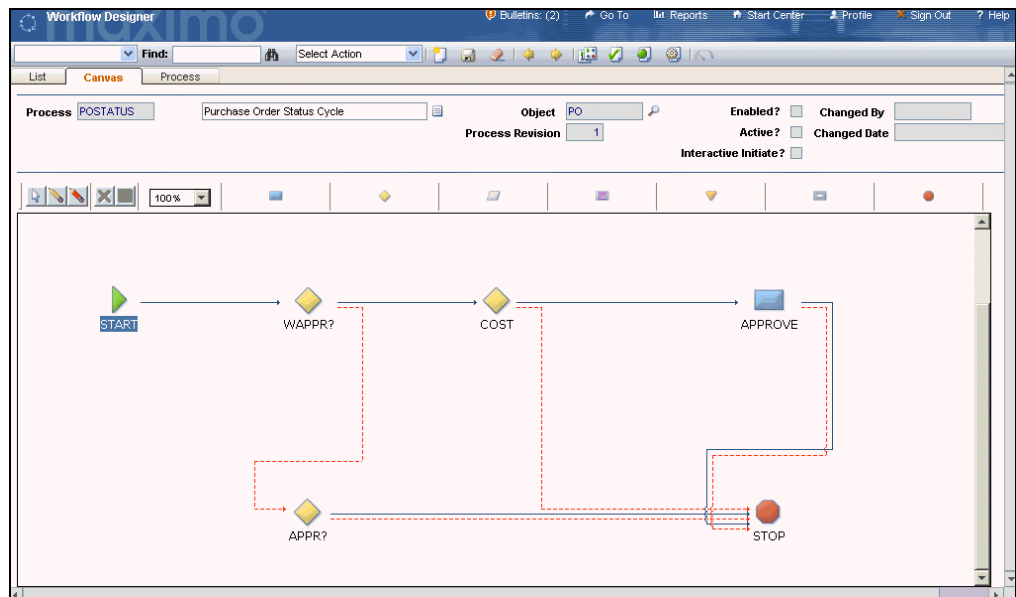 maximo
Workflow Designer
Bulletins: (2) Go To Reports Start Center Profile Sign Out ? Help
Find: Select Action
List Canvas Process
Process POSTATUS Purchase Order Status Cycle Object PO Enabled? Changed By
Process Revision 1 Active? Changed Date
Interactive Initiate?
100%
START WAPPR? COST APPROVE
APPR? STOP